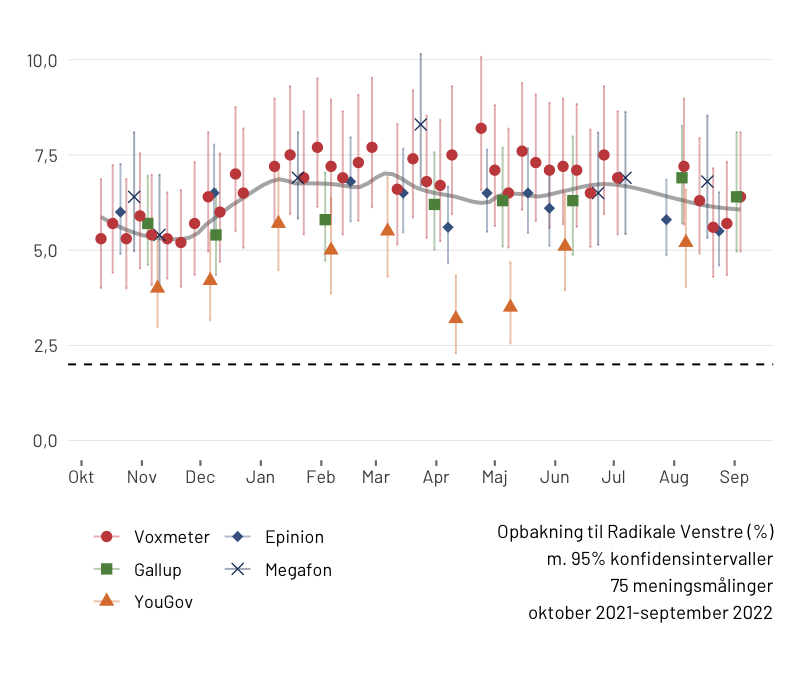 10,0
7,5
5,0
2,5
0,0
Okt Nov Dec Jan Feb Mar Apr Maj Jun Jul Aug Sep
Voxmeter Epinion
Gallup Megafon
YouGov
Opbakning til Radikale Venstre (%)
m. 95% konfidensintervaller
75 meningsmålinger
oktober 2021-september 2022